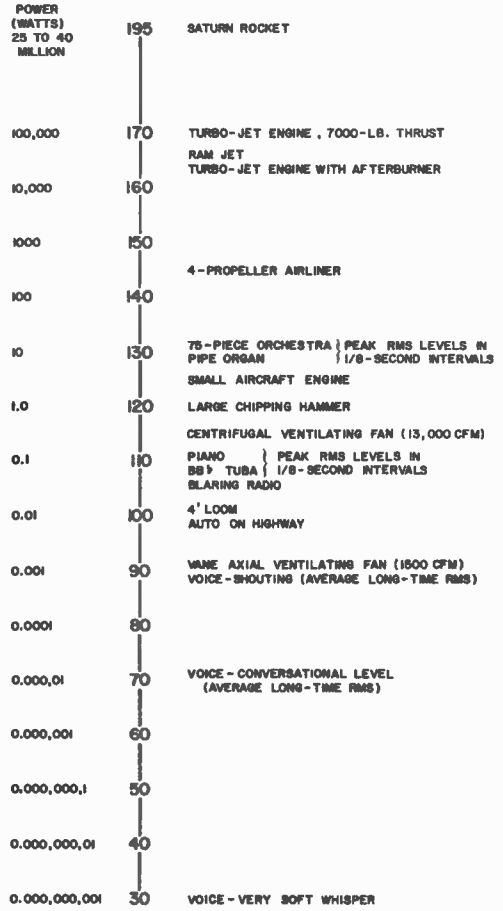 POWER
(WATTS)
25 TO 40
MILLION
195 SATURN ROCKET
100,000 170 TURBO-JET ENGINE, 7000-LB. THRUST
RAM JET
TURBO-JET ENGINE WITH AFTERBURNER
10,000 160
1000 150
4-PROPELLER AIRLINER
100 140
10 130 75-PIECE ORCHESTRA } PEAK RMS LEVELS IN
PIPE ORGAN } 1/8-SECOND INTERVALS
SMALL AIRCRAFT ENGINE
1.0 120 LARGE CHIPPING HAMMER
CENTRIFUGAL VENTILATING FAN (13,000 CFM)
0.1 110 PIANO } PEAK RMS LEVELS IN
BB♭ TUBA } 1/8-SECOND INTERVALS
BLARING RADIO
0.01 100 4' LOOM
AUTO ON HIGHWAY
0.001 90 VANE AXIAL VENTILATING FAN (1500 CFM)
VOICE-SHOUTING (AVERAGE LONG-TIME RMS)
0.0001 80
0.000,01 70 VOICE-CONVERSATIONAL LEVEL
(AVERAGE LONG-TIME RMS)
0.000,001 60
0.000,000,1 50
0.000,000,01 40
0.000,000,001 30 VOICE-VERY SOFT WHISPER